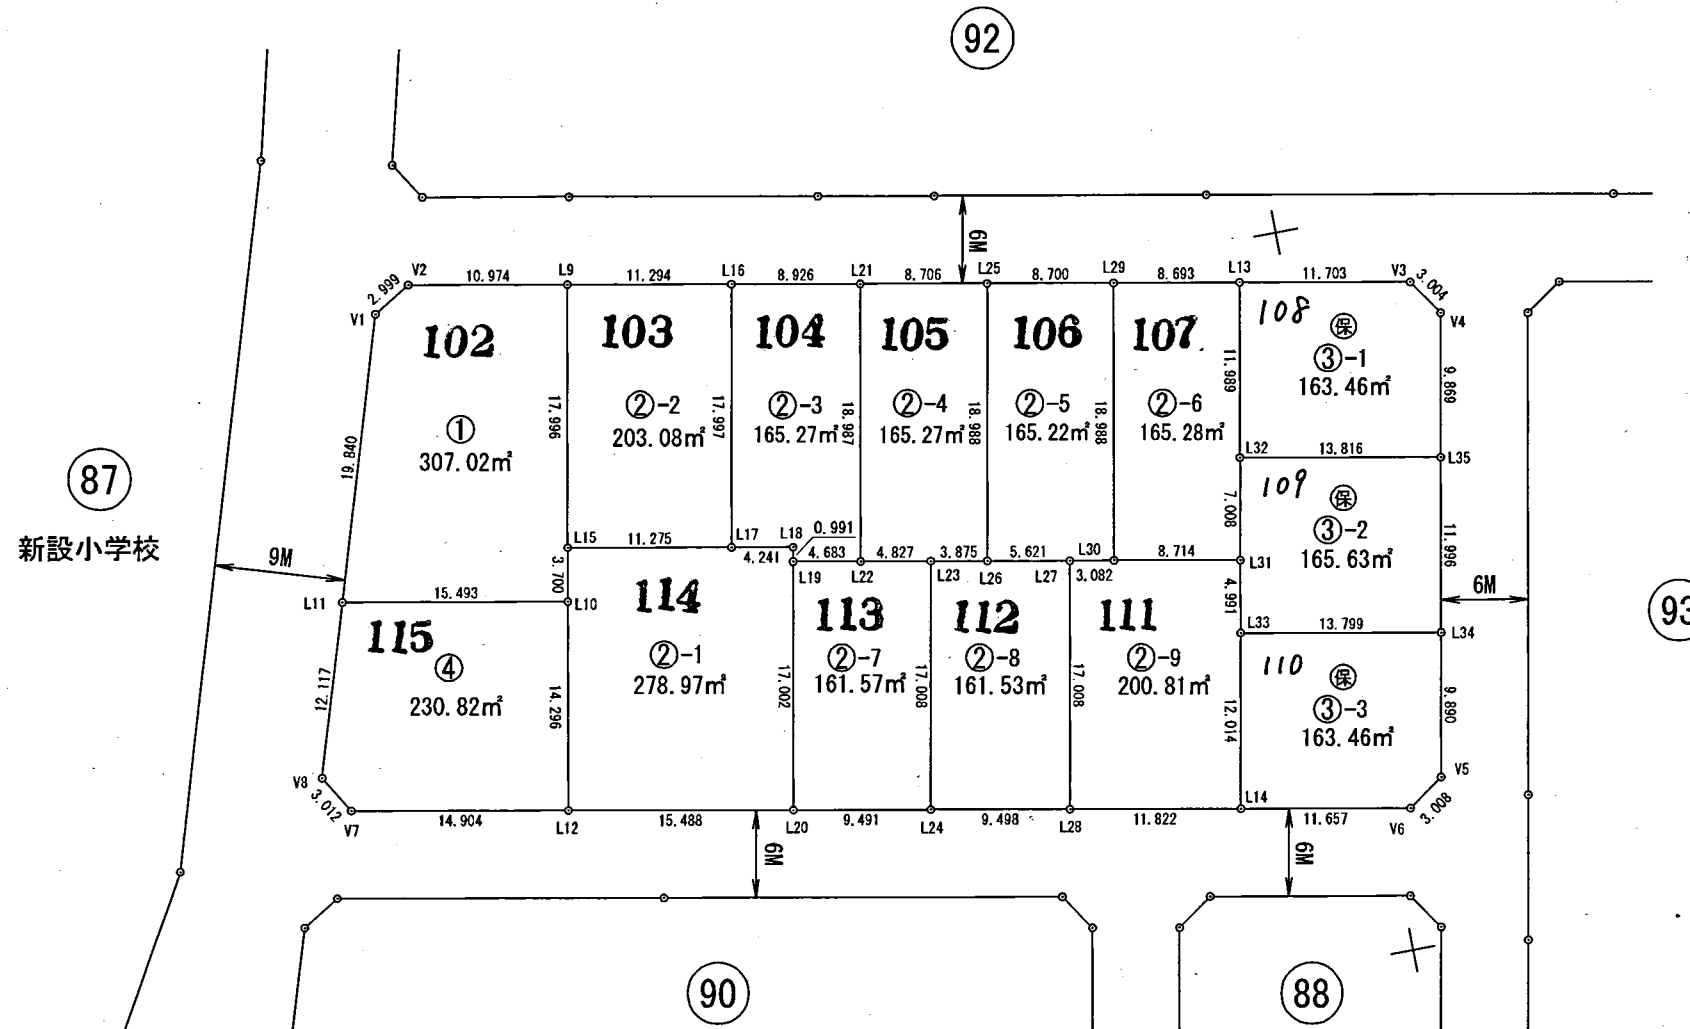 92
6M
V2
10.974
L9
11.294
L16
8.926
L21
8.706
L25
8.700
L29
8.693
L13
11.703
V3
3.004
2.999
V1
V4
102
103
104
105
106
107
108
保
③-1
163.46㎡
11.989
9.869
①
307.02㎡
17.996
②-2
203.08㎡
17.997
②-3
165.27㎡
18.987
②-4
165.27㎡
18.988
②-5
165.22㎡
18.988
②-6
165.28㎡
19.840
L32
13.816
L35
87
新設小学校
109
保
③-2
165.63㎡
7.008
11.996
9M
L15
11.275
L17
L18
0.991
4.241
4.683
4.827
3.875
5.621
L30
8.714
L31
L19
L22
L23
L26
L27
3.082
3.700
4.991
6M
93
L11
15.493
L10
114
113
112
111
L33
13.799
L34
115
④
230.82㎡
12.117
14.296
②-1
278.97㎡
17.002
②-7
161.57㎡
17.008
②-8
161.53㎡
17.008
②-9
200.81㎡
12.014
110
保
③-3
163.46㎡
9.890
V8
3.012
V7
14.904
L12
15.488
L20
9.491
L24
9.498
L28
11.822
L14
11.657
V6
3.008
V5
6M
6M
90
88